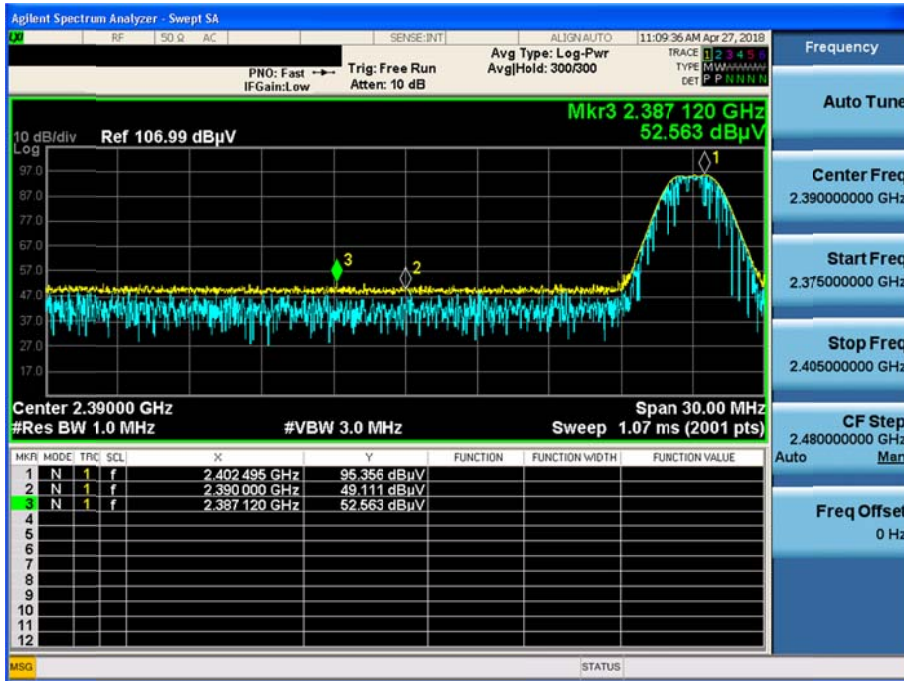 Agilent Spectrum Analyzer - Swept SA
LXI RF 50 Ω AC SENSE:INT ALIGN AUTO 11:09:36 AM Apr 27, 2018
Frequency
PNO: Fast Trig: Free Run Avg Type: Log-Pwr TRACE 1 2 3 4 5 6
IFGain:Low Atten: 10 dB Avg|Hold: 300/300 TYPE M WWWWW
DET P P N N N N
Auto Tune
Mkr3 2.387 120 GHz
52.563 dBµV
10 dB/div Ref 106.99 dBµV
Log
97.0
87.0
77.0
67.0
57.0
47.0
37.0
27.0
17.0
1
2
3
Center Freq
2.390000000 GHz
Start Freq
2.375000000 GHz
Stop Freq
2.405000000 GHz
Center 2.39000 GHz Span 30.00 MHz
#Res BW 1.0 MHz #VBW 3.0 MHz Sweep 1.07 ms (2001 pts)
CF Step
2.480000000 GHz
Auto Man
Freq Offset
0 Hz
MKR MODE TRC SCL X Y FUNCTION FUNCTION WIDTH FUNCTION VALUE
1 N 1 f 2.402 495 GHz 95.356 dBµV
2 N 1 f 2.390 000 GHz 49.111 dBµV
3 N 1 f 2.387 120 GHz 52.563 dBµV
4
5
6
7
8
9
10
11
12
MSG STATUS